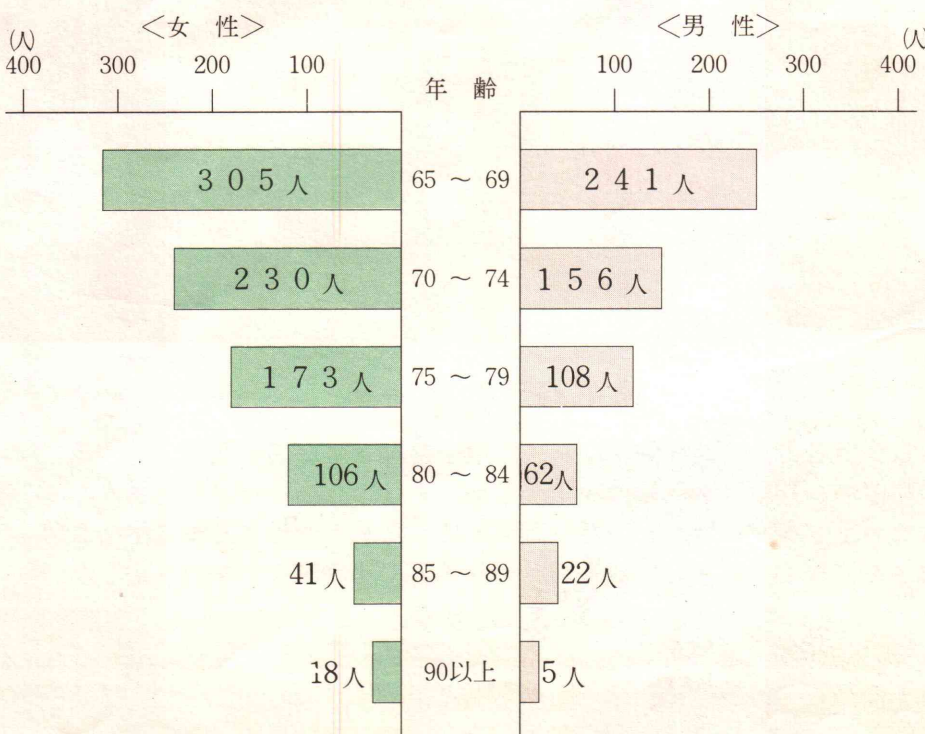 <女 性> <男 性>
(人) (人)
400 300 200 100 100 200 300 400
年 齢
305人 65 ～ 69 241人
230人 70 ～ 74 156人
173人 75 ～ 79 108人
106人 80 ～ 84 62人
41人 85 ～ 89 22人
18人 90以上 5人